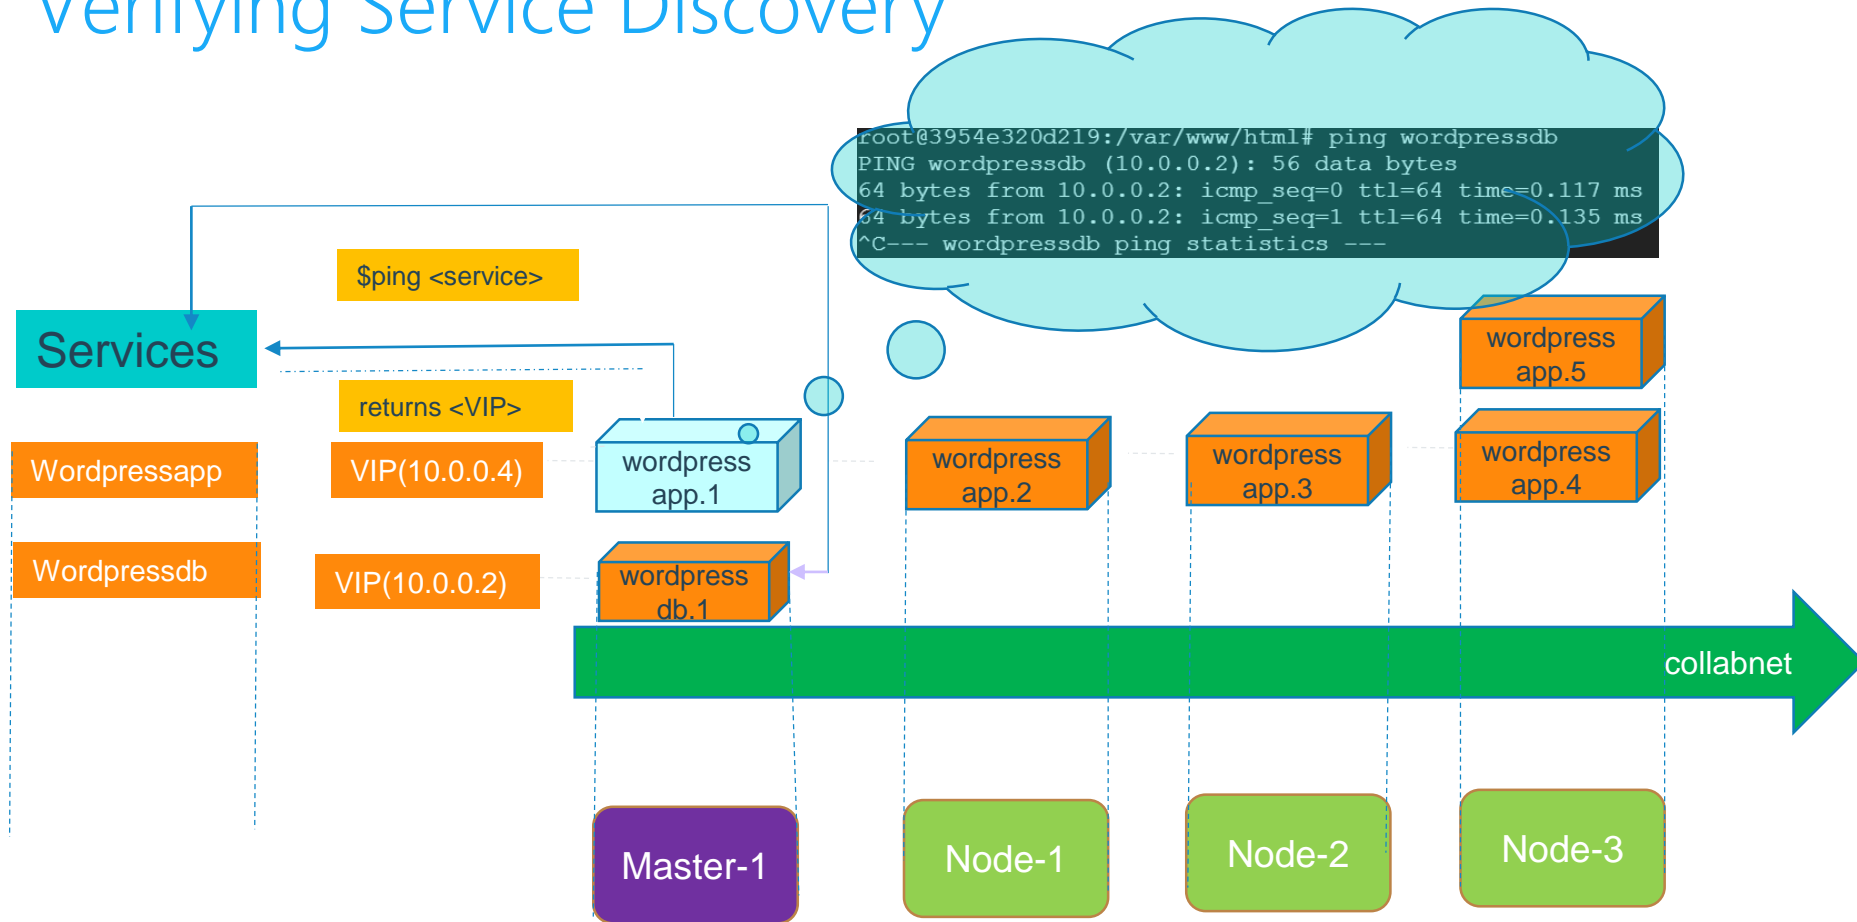 Verifying Service Discovery
root@3954e320d219:/var/www/html# ping wordpressdb
PING wordpressdb (10.0.0.2): 56 data bytes
64 bytes from 10.0.0.2: icmp_seq=0 ttl=64 time=0.117 ms
64 bytes from 10.0.0.2: icmp_seq=1 ttl=64 time=0.135 ms
^C--- wordpressdb ping statistics ---
$ping <service>
Services
returns <VIP>
wordpress
app.5
Wordpressapp
VIP(10.0.0.4)
wordpress
app.1
wordpress
app.2
wordpress
app.3
wordpress
app.4
Wordpressdb
VIP(10.0.0.2)
wordpress
db.1
collabnet
Master-1
Node-1
Node-2
Node-3